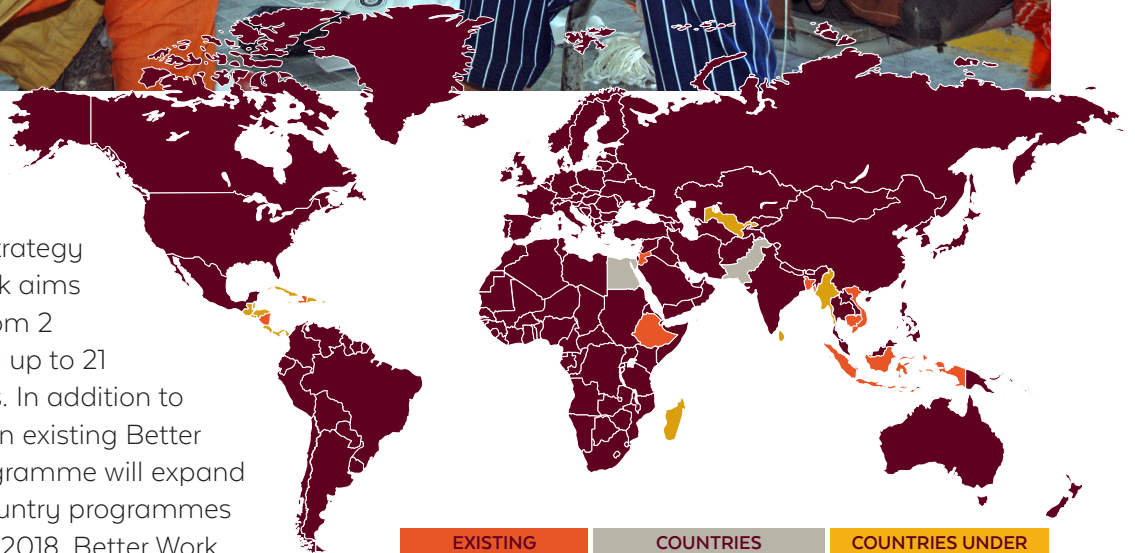 trategy
k aims
om 2
up to 21
s. In addition to
n existing Better
gramme will expand
ountry programmes
2018, Better Work
EXISTING
COUNTRIES
COUNTRIES UNDER